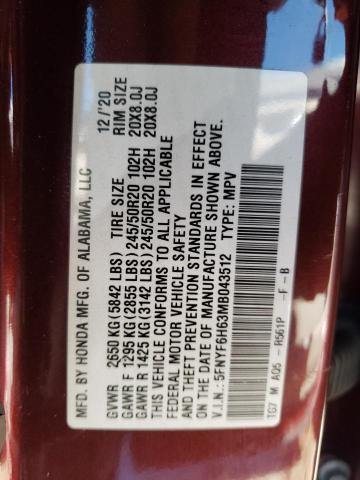 MFD. BY HONDA MFG. OF ALABAMA, LLC 12/'20
TIRE SIZE RIM SIZE
GVWR 2650 KG(5842 LBS)
GAWR F 1295 KG(2855 LBS) 245/50R20 102H 20X8.0J
GAWR R 1425 KG(3142 LBS) 245/50R20 102H 20X8.0J
THIS VEHICLE CONFORMS TO ALL APPLICABLE
FEDERAL MOTOR VEHICLE SAFETY
AND THEFT PREVENTION STANDARDS IN EFFECT
ON THE DATE OF MANUFACTURE SHOWN ABOVE.
V.I.N.: 5FNYF6H63MB043512 TYPE: MPV
TG7 M AQ5 -R561P -F -B